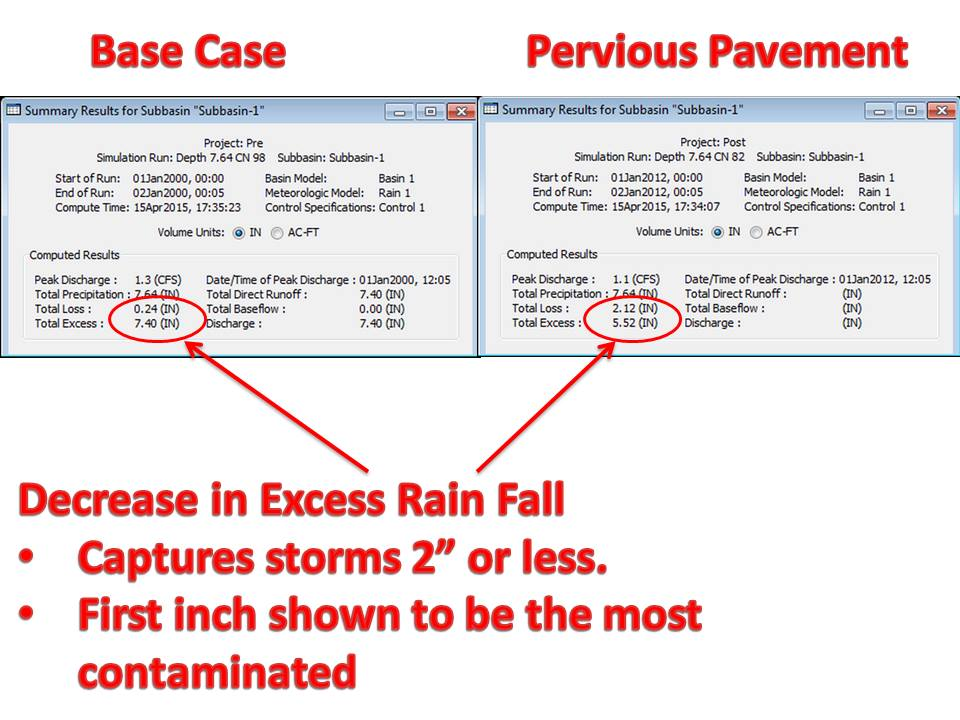 Base Case
Pervious Pavement
Summary Results for Subbasin "Subbasin-1"
Project: Pre
Simulation Run: Depth 7.64 CN 98 Subbasin: Subbasin-1
Start of Run: 01Jan2000, 00:00 Basin Model: Basin 1
End of Run: 02Jan2000, 00:05 Meteorologic Model: Rain 1
Compute Time: 15Apr2015, 17:35:23 Control Specifications: Control 1
Volume Units: IN AC-FT
Computed Results
Peak Discharge : 1.3 (CFS) Date/Time of Peak Discharge : 01Jan2000, 12:05
Total Precipitation : 7.64 (IN) Total Direct Runoff : 7.40 (IN)
Total Loss : 0.24 (IN) Total Baseflow : 0.00 (IN)
Total Excess : 7.40 (IN) Discharge : 7.40 (IN)
Summary Results for Subbasin "Subbasin-1"
Project: Post
Simulation Run: Depth 7.64 CN 82 Subbasin: Subbasin-1
Start of Run: 01Jan2012, 00:00 Basin Model: Basin 1
End of Run: 02Jan2012, 00:05 Meteorologic Model: Rain 1
Compute Time: 15Apr2015, 17:34:07 Control Specifications: Control 1
Volume Units: IN AC-FT
Computed Results
Peak Discharge : 1.1 (CFS) Date/Time of Peak Discharge : 01Jan2012, 12:05
Total Precipitation : 7.64 (IN) Total Direct Runoff : (IN)
Total Loss : 2.12 (IN) Total Baseflow : (IN)
Total Excess : 5.52 (IN) Discharge : (IN)
Decrease in Excess Rain Fall
• Captures storms 2” or less.
• First inch shown to be the most
contaminated